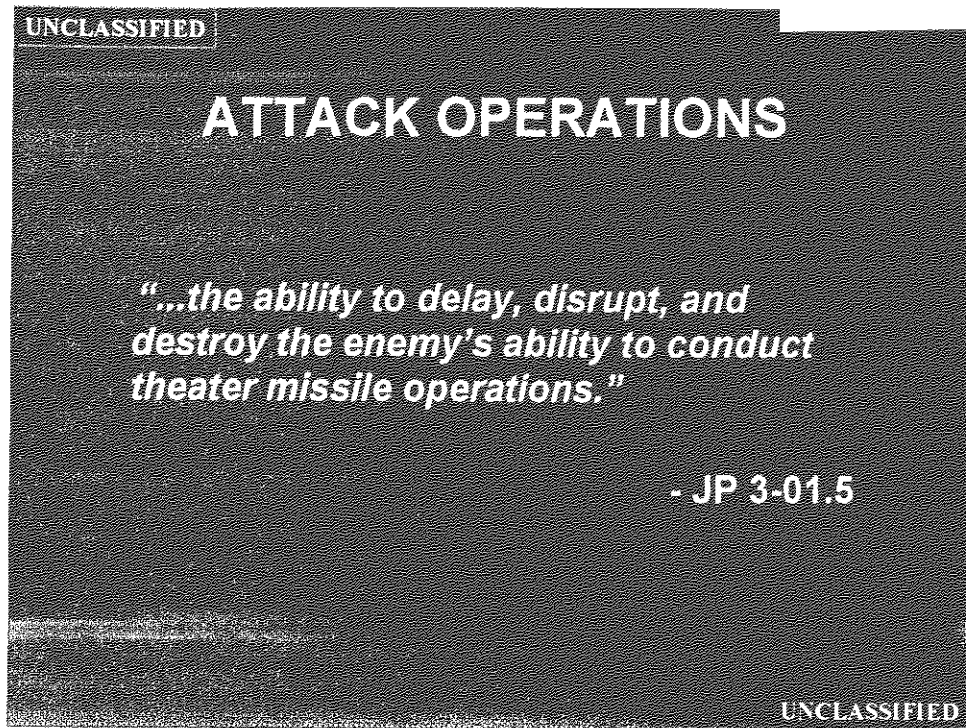 UNCLASSIFIED
ATTACK OPERATIONS
“...the ability to delay, disrupt, and
destroy the enemy’s ability to conduct
theater missile operations.”
- JP 3-01.5
UNCLASSIFIED